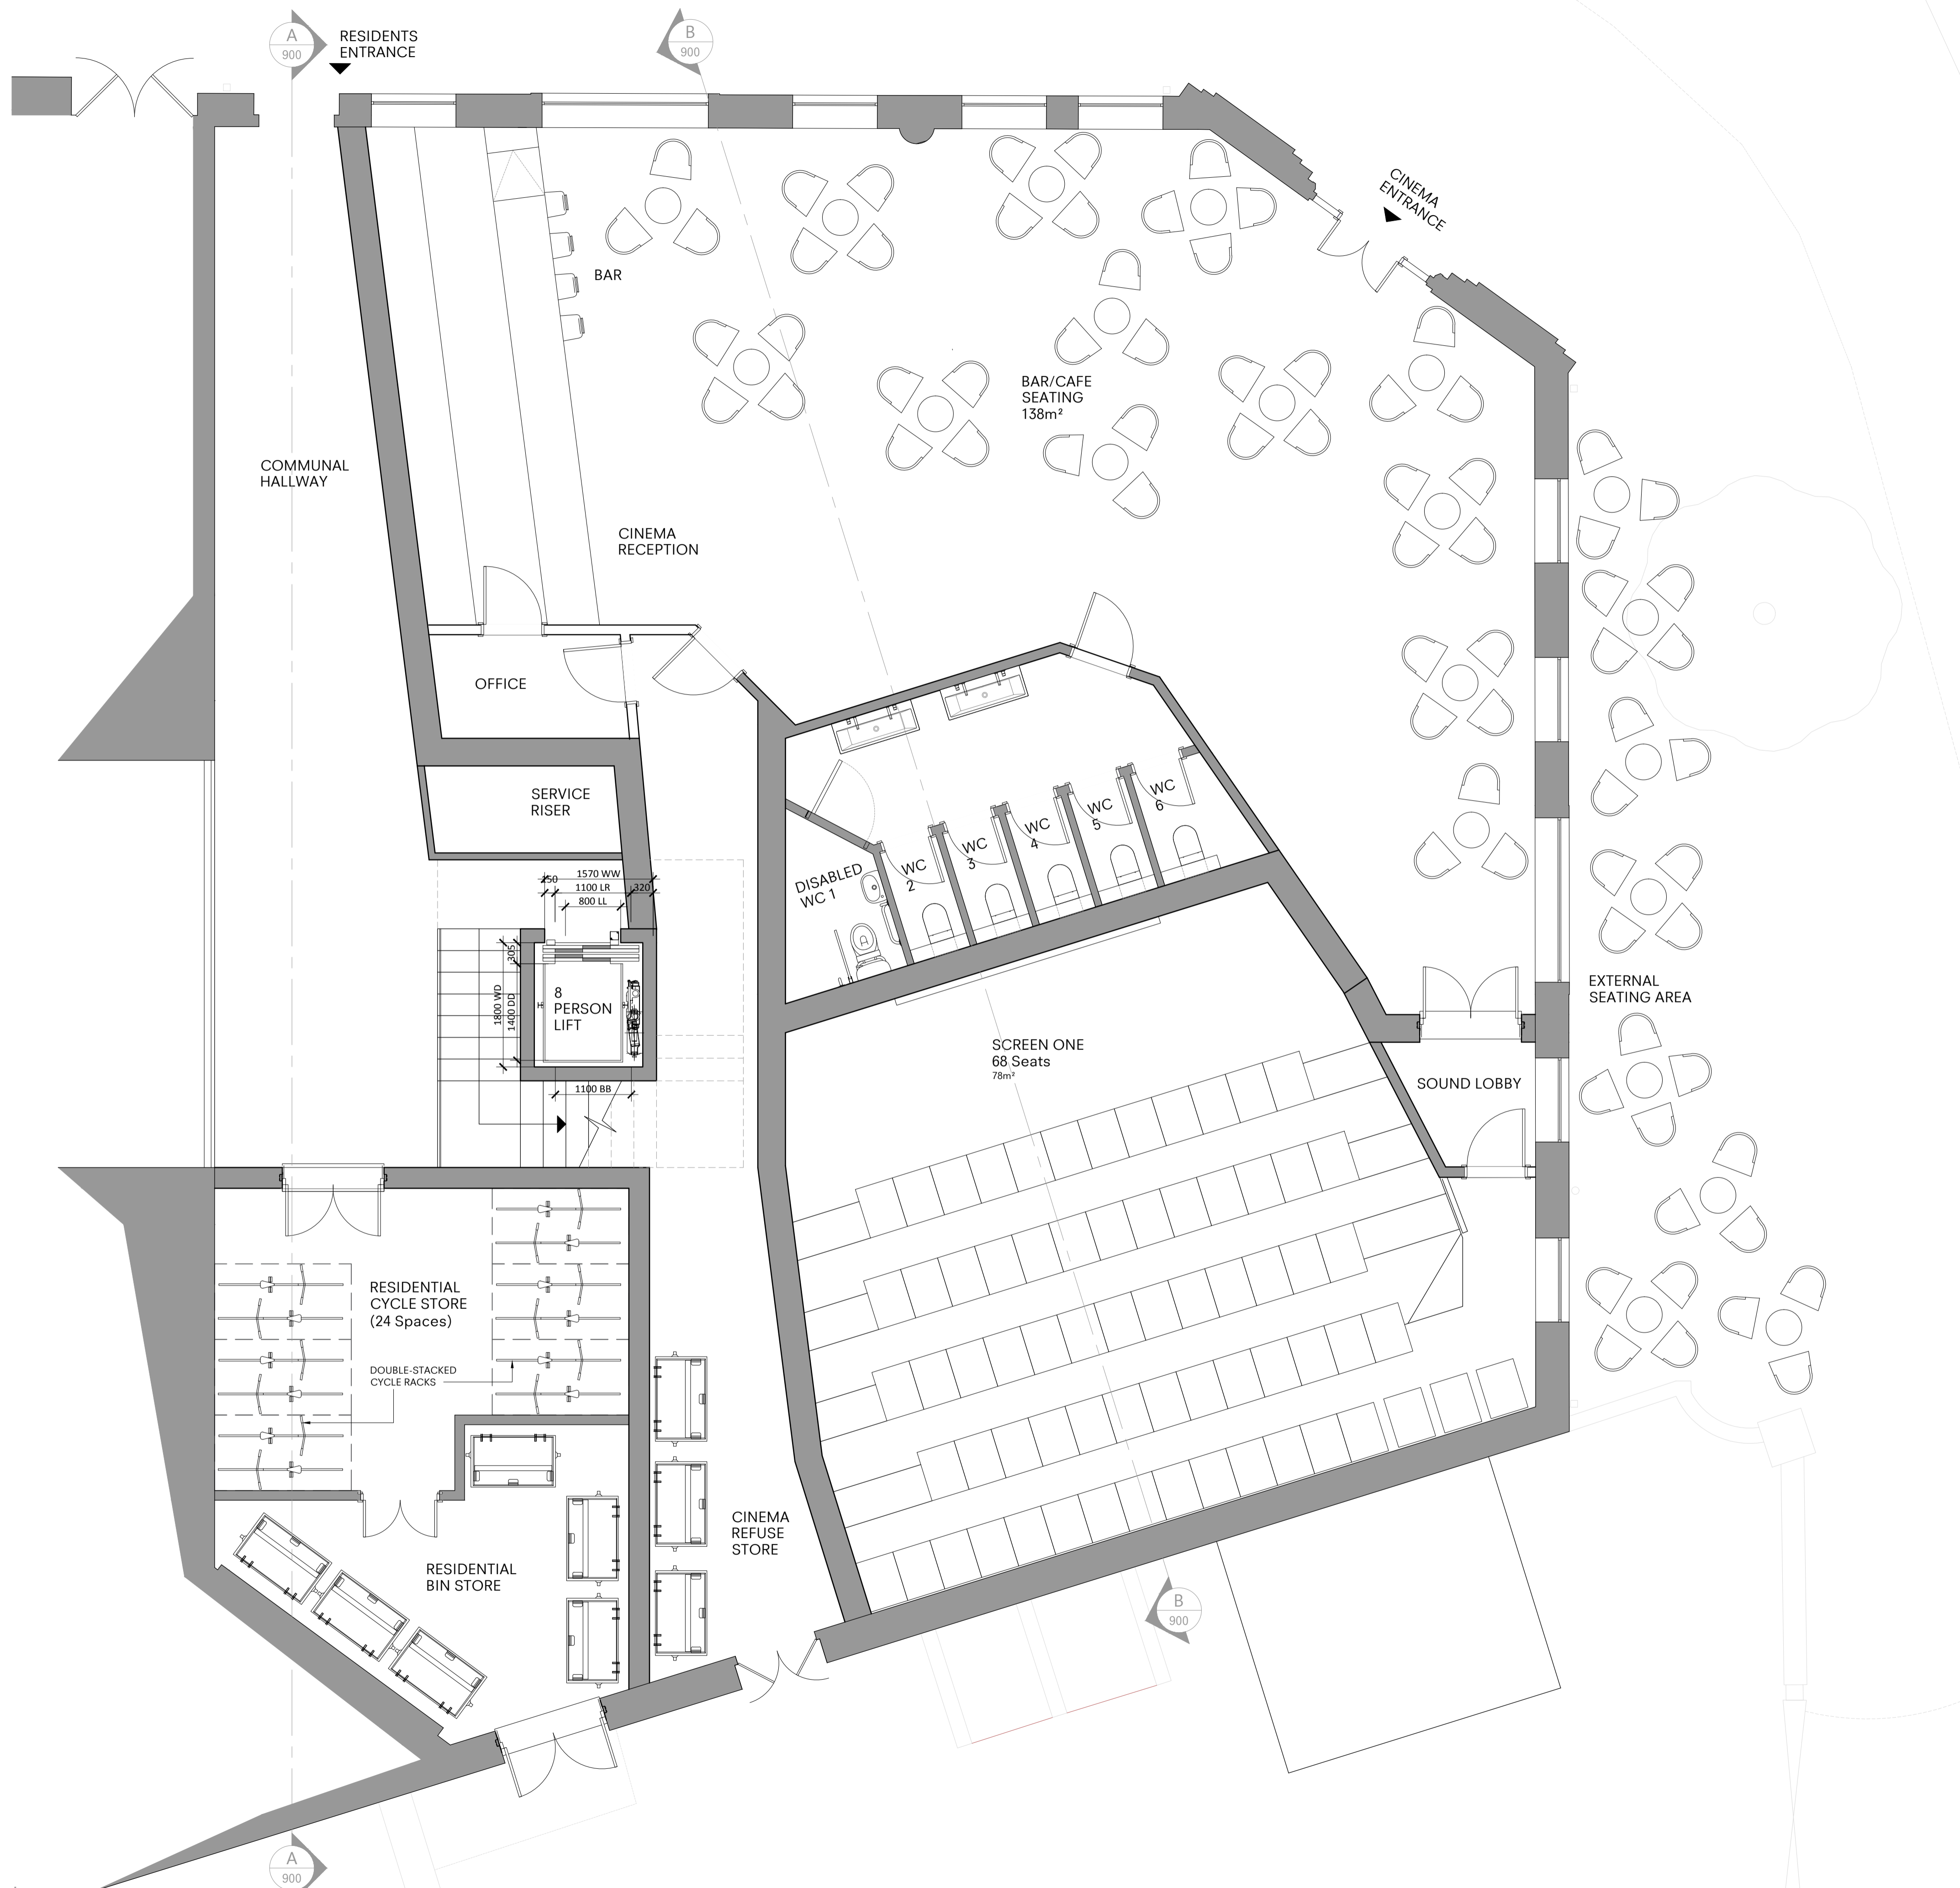 A
900
RESIDENTS
ENTRANCE
B
900
CINEMA
ENTRANCE
BAR
BAR/CAFE
SEATING
138m²
COMMUNAL
HALLWAY
CINEMA
RECEPTION
OFFICE
SERVICE
RISER
DISABLED
WC 1
WC
2
WC
3
WC
4
WC
5
WC
6
1570 WW
150
1100 LR
320
800 LL
305
1800 WD
1400 DD
8
PERSON
LIFT
1100 BB
EXTERNAL
SEATING AREA
SCREEN ONE
68 Seats
78m²
SOUND LOBBY
RESIDENTIAL
CYCLE STORE
(24 Spaces)
DOUBLE-STACKED
CYCLE RACKS
CINEMA
REFUSE
STORE
RESIDENTIAL
BIN STORE
B
900
A
900